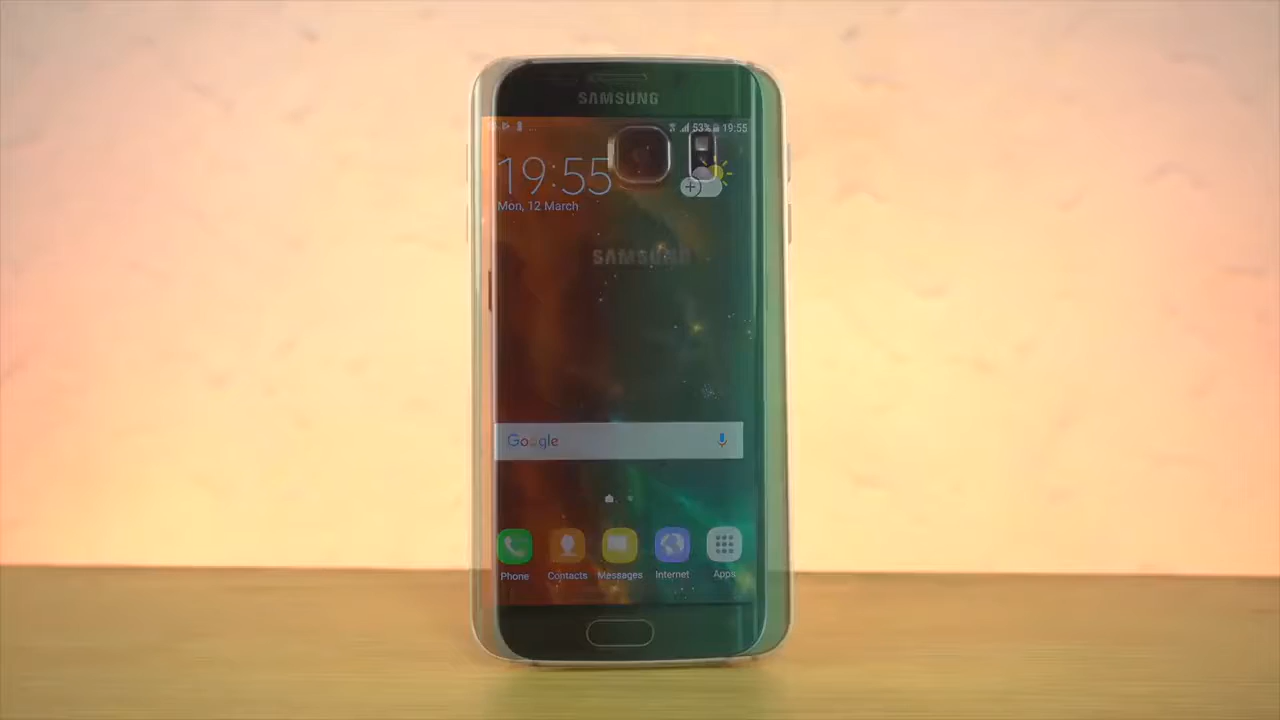 SAMSUNG
53% 19:55
19:55
Mon, 12 March
SAMSUNG
Google
Phone Contacts Messages Internet Apps